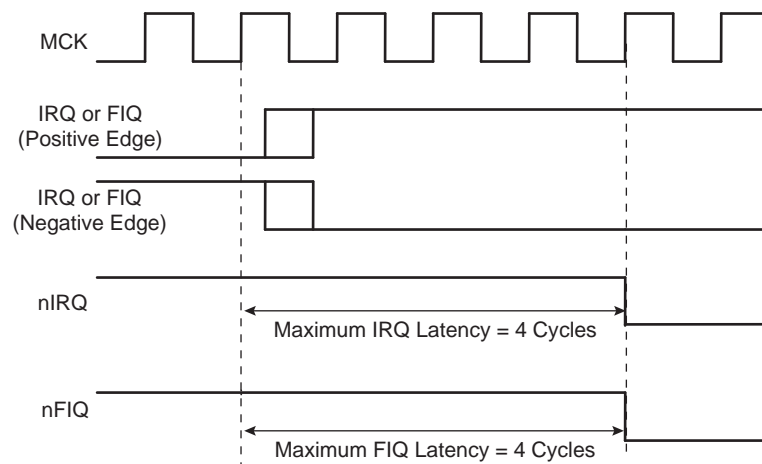 MCK
IRQ or FIQ
(Positive Edge)
IRQ or FIQ
(Negative Edge)
nIRQ
Maximum IRQ Latency = 4 Cycles
nFIQ
Maximum FIQ Latency = 4 Cycles